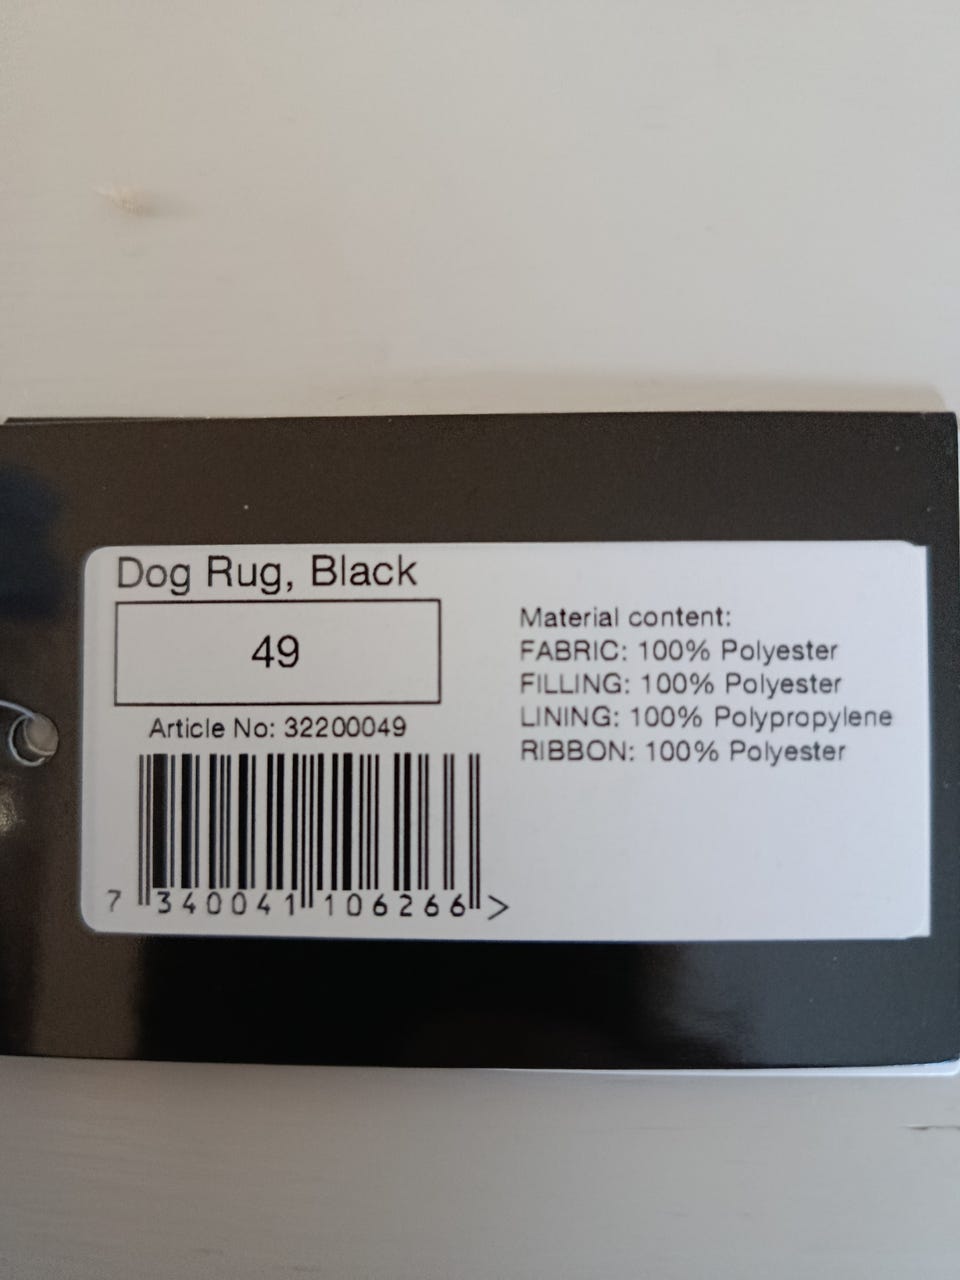 Dog Rug, Black
49
Article No: 32200049
7 340041 106266 >
Material content:
FABRIC: 100% Polyester
FILLING: 100% Polyester
LINING: 100% Polypropylene
RIBBON: 100% Polyester